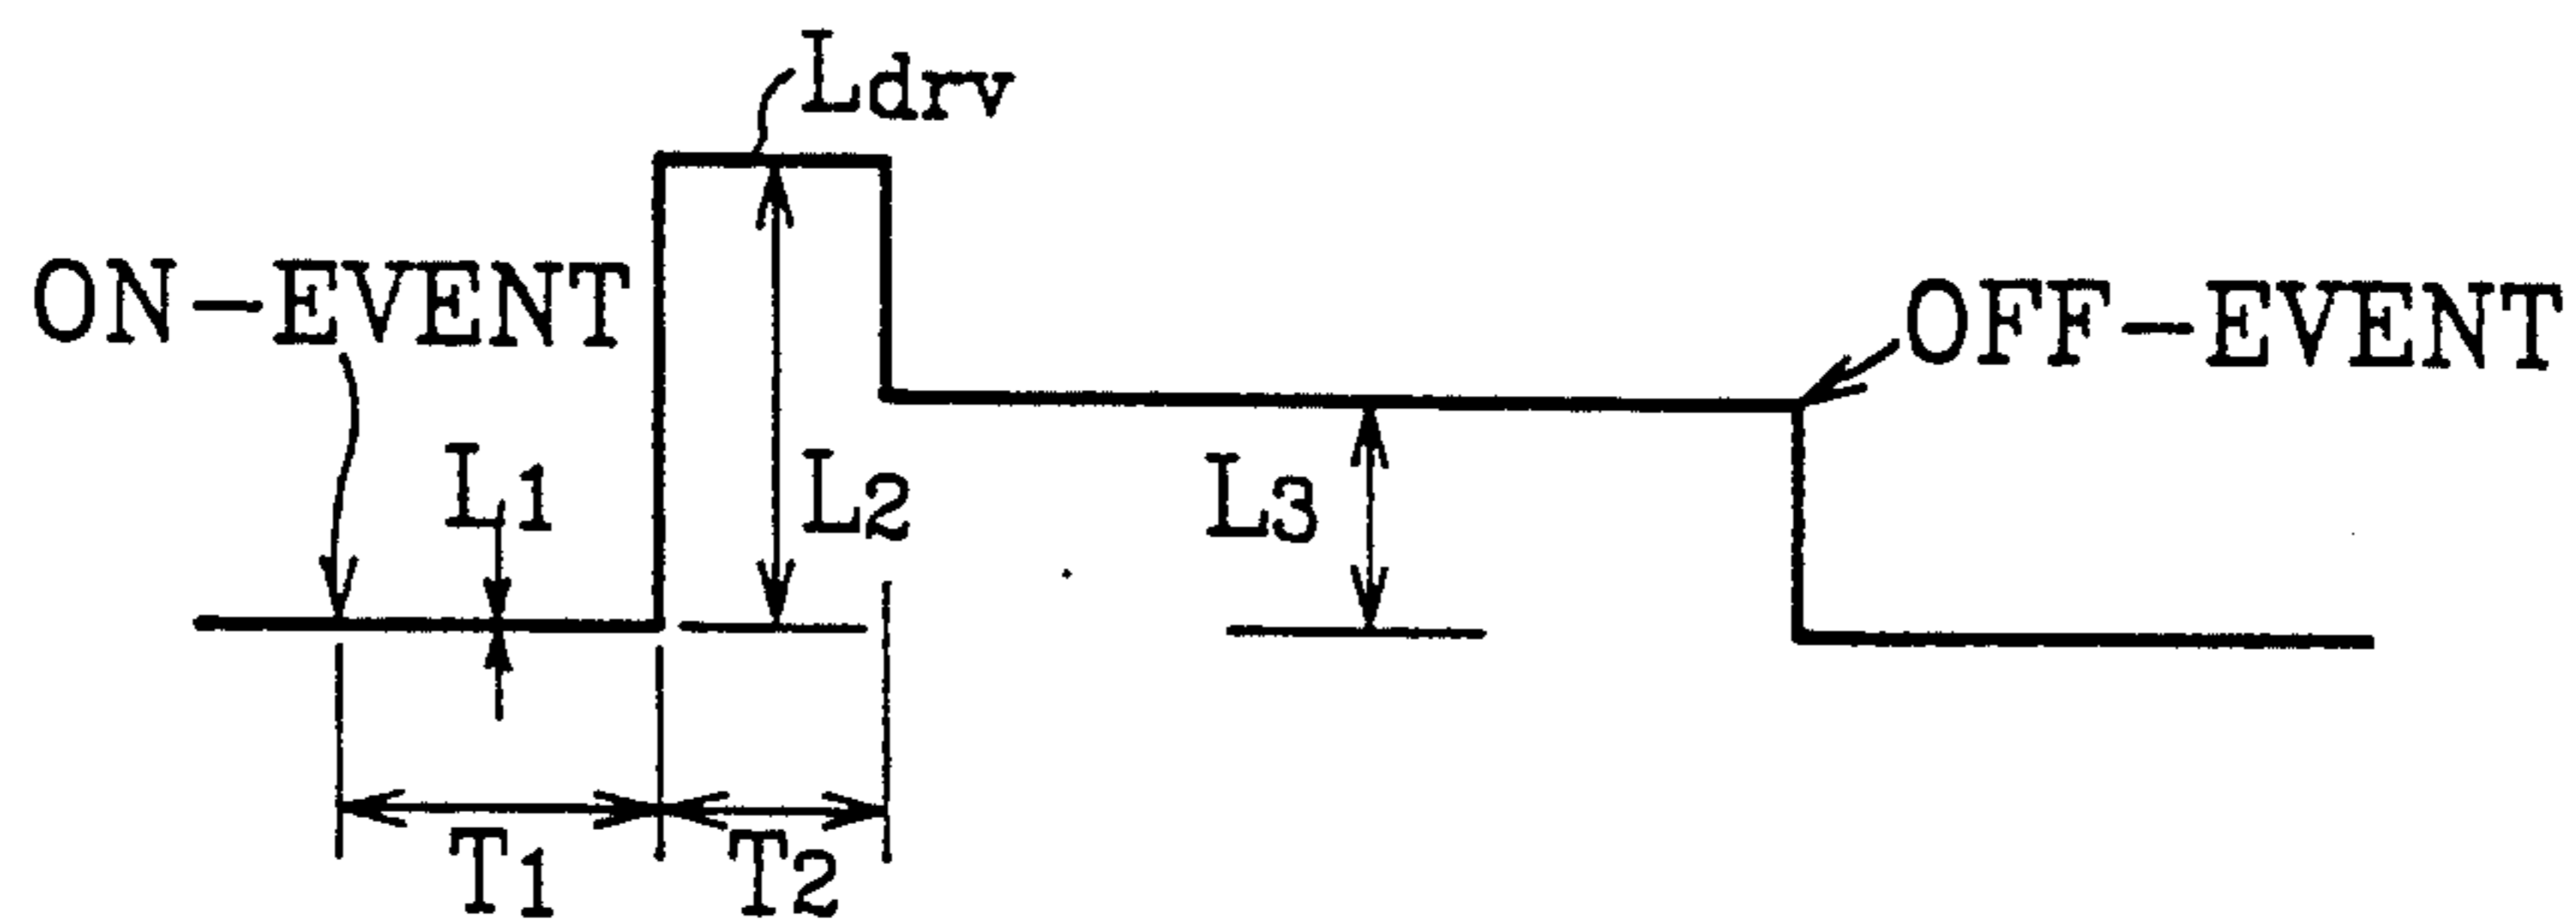 Ldrv
ON-EVENT
OFF-EVENT
L1
L2
L3
T1
T2